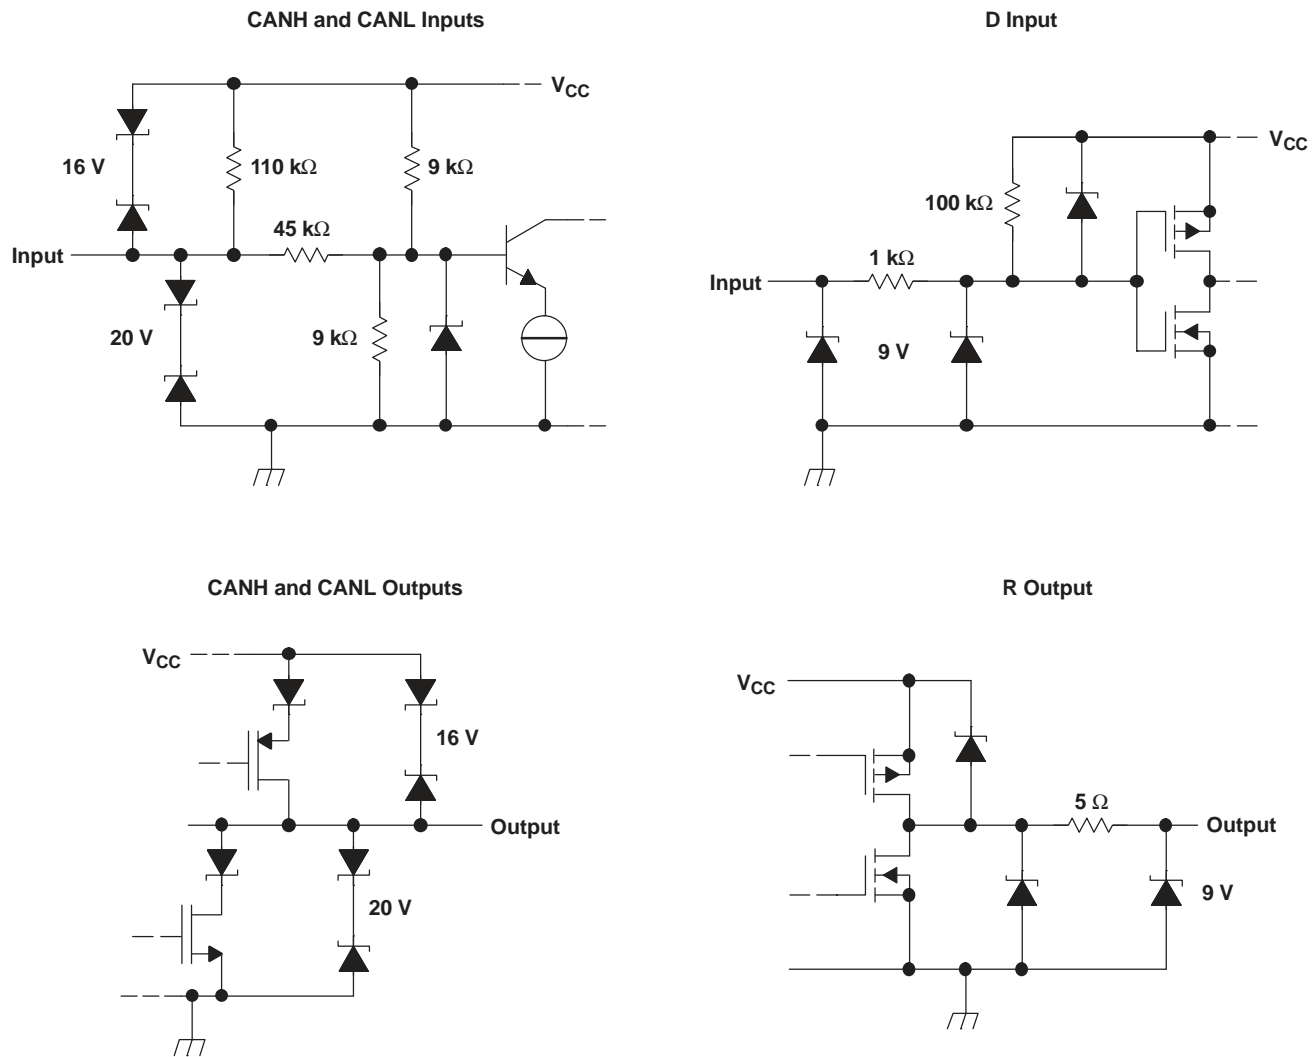 CANH and CANL Inputs
VCC
16 V
110 kΩ
9 kΩ
45 kΩ
Input
20 V
9 kΩ
D Input
VCC
100 kΩ
1 kΩ
Input
9 V
CANH and CANL Outputs
VCC
16 V
Output
20 V
R Output
VCC
5 Ω
Output
9 V